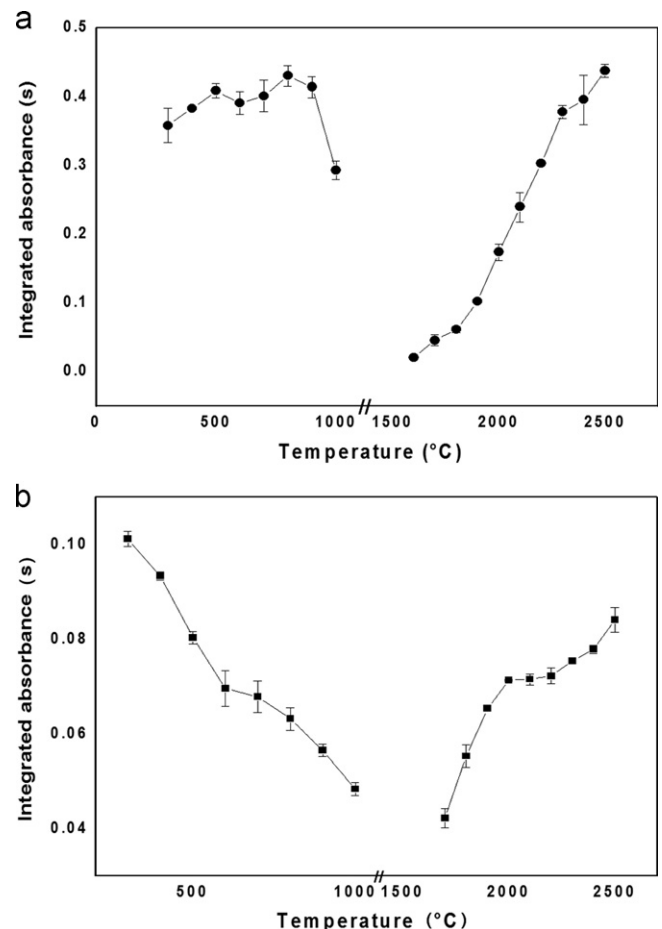 a
Integrated absorbance (s)
0.5
0.4
0.3
0.2
0.1
0.0
0 500 1000 1500 2000 2500
Temperature (°C)
b
Integrated absorbance (s)
0.10
0.08
0.06
0.04
500 1000 1500 2000 2500
Temperature (°C)